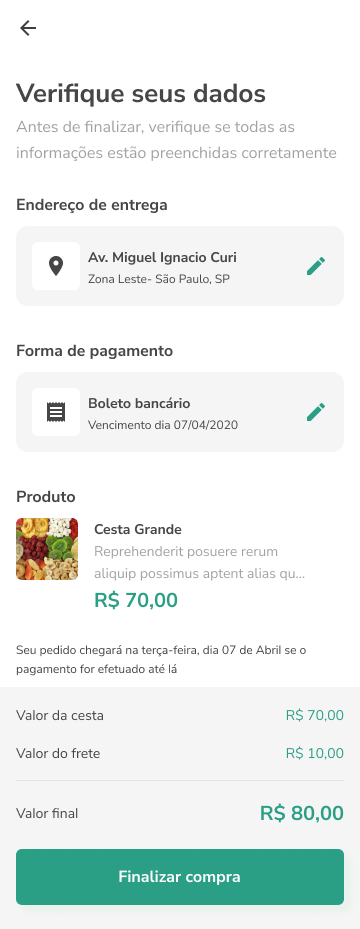 Verifique seus dados
Antes de finalizar, verifique se todas as
informações estão preenchidas corretamente
Endereço de entrega
Av. Miguel Ignacio Curi
Zona Leste- São Paulo, SP
Forma de pagamento
Boleto bancário
Vencimento dia 07/04/2020
Produto
Cesta Grande
Reprehenderit posuere rerum
aliquip possimus aptent alias qu...
R$ 70,00
Seu pedido chegará na terça-feira, dia 07 de Abril se o
pagamento for efetuado até lá
Valor da cesta R$ 70,00
Valor do frete R$ 10,00
Valor final R$ 80,00
Finalizar compra